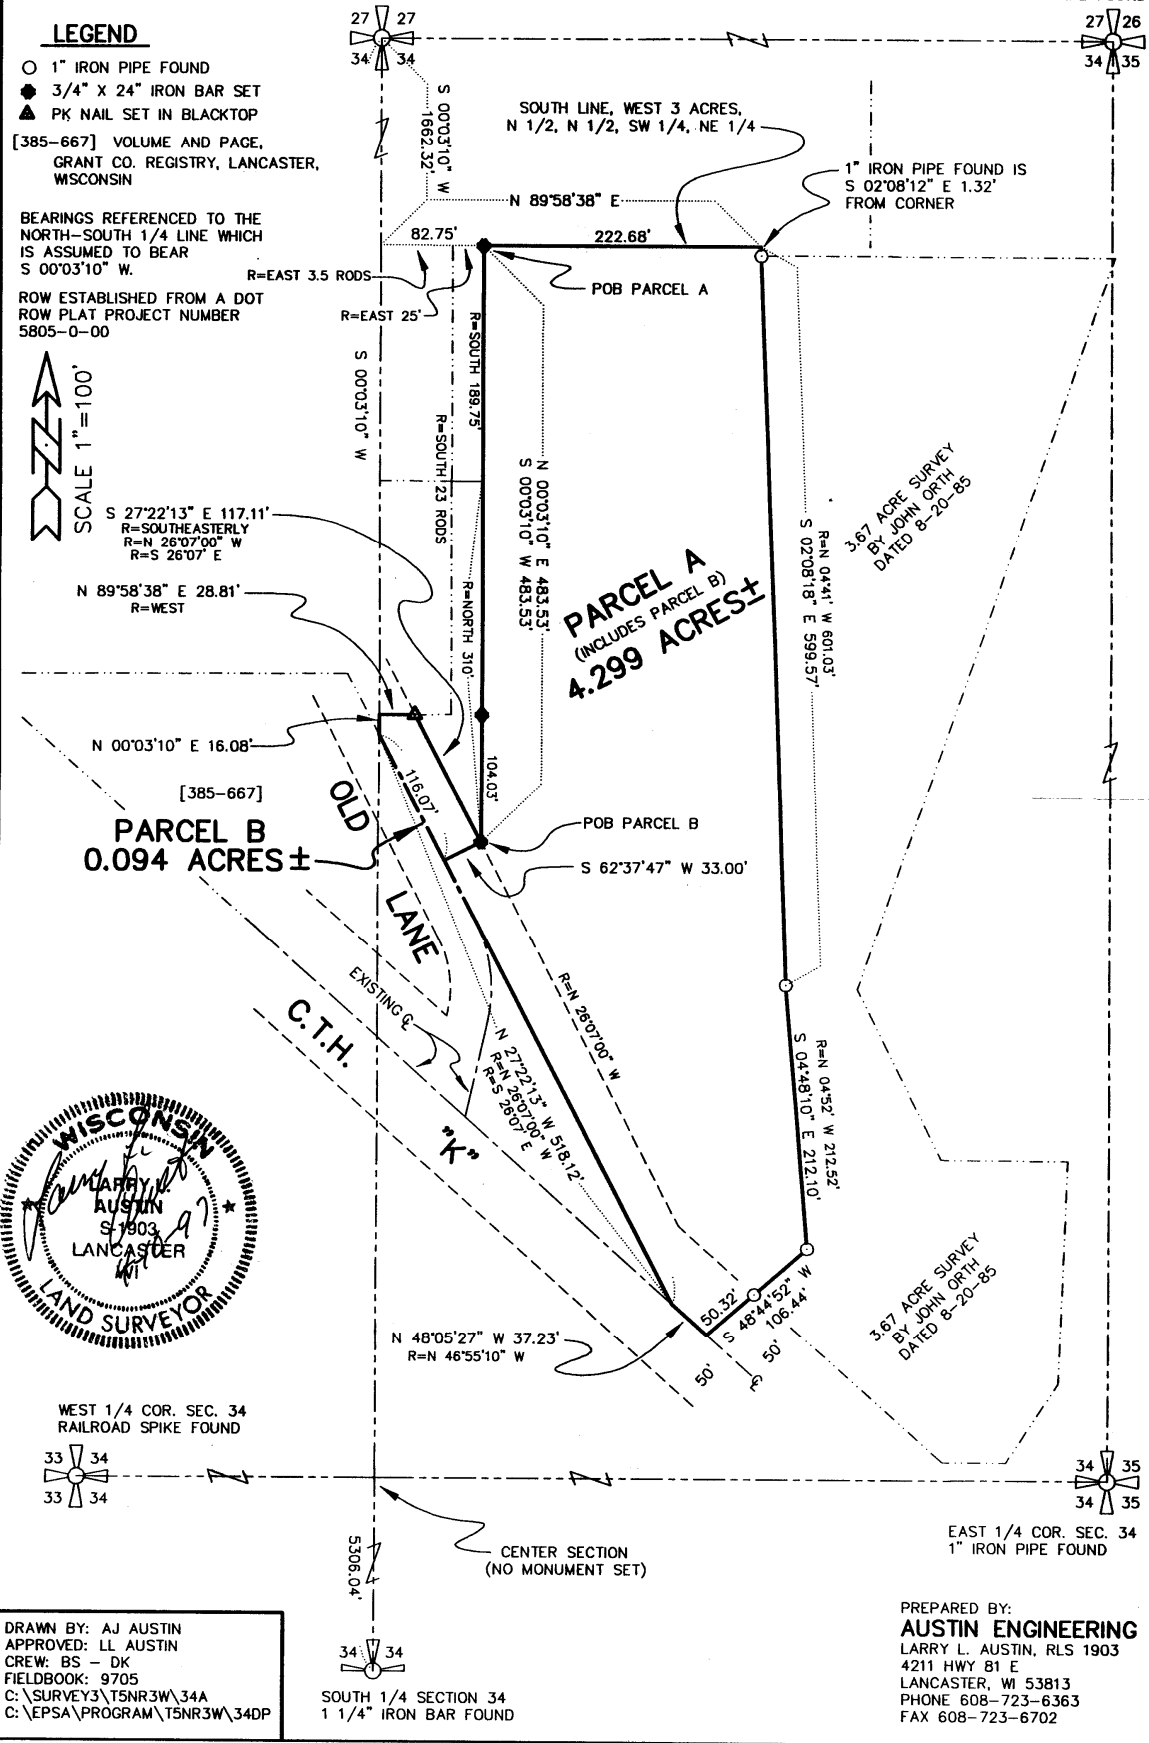 LEGEND
1" IRON PIPE FOUND
3/4" X 24" IRON BAR SET
PK NAIL SET IN BLACKTOP
[385-667] VOLUME AND PAGE,
GRANT CO. REGISTRY, LANCASTER,
WISCONSIN
BEARINGS REFERENCED TO THE
NORTH-SOUTH 1/4 LINE WHICH
IS ASSUMED TO BEAR
S 00°03'10" W.
ROW ESTABLISHED FROM A DOT
ROW PLAT PROJECT NUMBER
5805-0-00
N
SCALE 1"=100'
27 27
34 34
27 26
34 35
S 00°03'10" W
1662.32'
SOUTH LINE, WEST 3 ACRES,
N 1/2, N 1/2, SW 1/4, NE 1/4
1" IRON PIPE FOUND IS
S 02°08'12" E 1.32'
FROM CORNER
N 89°58'38" E
82.75'
222.68'
R=EAST 3.5 RODS
R=EAST 25'
POB PARCEL A
S 00°03'10" W
R=SOUTH 189.75'
R=SOUTH 23 RODS
N 00°03'10" E 483.53'
S 00°03'10" W 483.53'
R=NORTH 310'
S 27°22'13" E 117.11'
R=SOUTHEASTERLY
R=N 26°07'00" W
R=S 26°07' E
N 89°58'38" E 28.81'
R=WEST
N 00°03'10" E 16.08'
PARCEL A
(INCLUDES PARCEL B)
4.299 ACRES±
R=N 04°41' W 601.03'
S 02°08'18" E 599.57'
3.67 ACRE SURVEY
BY JOHN ORTH
DATED 8-20-85
[385-667]
PARCEL B
0.094 ACRES±
116.07'
104.03'
POB PARCEL B
S 62°37'47" W 33.00'
OLD
LANE
EXISTING ℄
C.T.H.
"K"
R=N 26°07'00" W
N 27°22'13" W 518.12'
R=N 26°07'00" W
R=S 26°07' E
R=N 04°52' W 212.52'
S 04°48'10" E 212.10'
WISCONSIN
LARRY L.
AUSTIN
S-1903
LANCASTER
WI
LAND SURVEYOR
3.67 ACRE SURVEY
BY JOHN ORTH
DATED 8-20-85
50.32'
S 48°44'52" W
106.44'
N 48°05'27" W 37.23'
R=N 46°55'10" W
50'
50'
℄
WEST 1/4 COR. SEC. 34
RAILROAD SPIKE FOUND
33 34
33 34
34 35
34 35
EAST 1/4 COR. SEC. 34
1" IRON PIPE FOUND
CENTER SECTION
(NO MONUMENT SET)
5306.04'
34 34
SOUTH 1/4 SECTION 34
1 1/4" IRON BAR FOUND
DRAWN BY: AJ AUSTIN
APPROVED: LL AUSTIN
CREW: BS - DK
FIELDBOOK: 9705
C:\SURVEY3\T5NR3W\34A
C:\EPSA\PROGRAM\T5NR3W\34DP
PREPARED BY:
AUSTIN ENGINEERING
LARRY L. AUSTIN, RLS 1903
4211 HWY 81 E
LANCASTER, WI 53813
PHONE 608-723-6363
FAX 608-723-6702